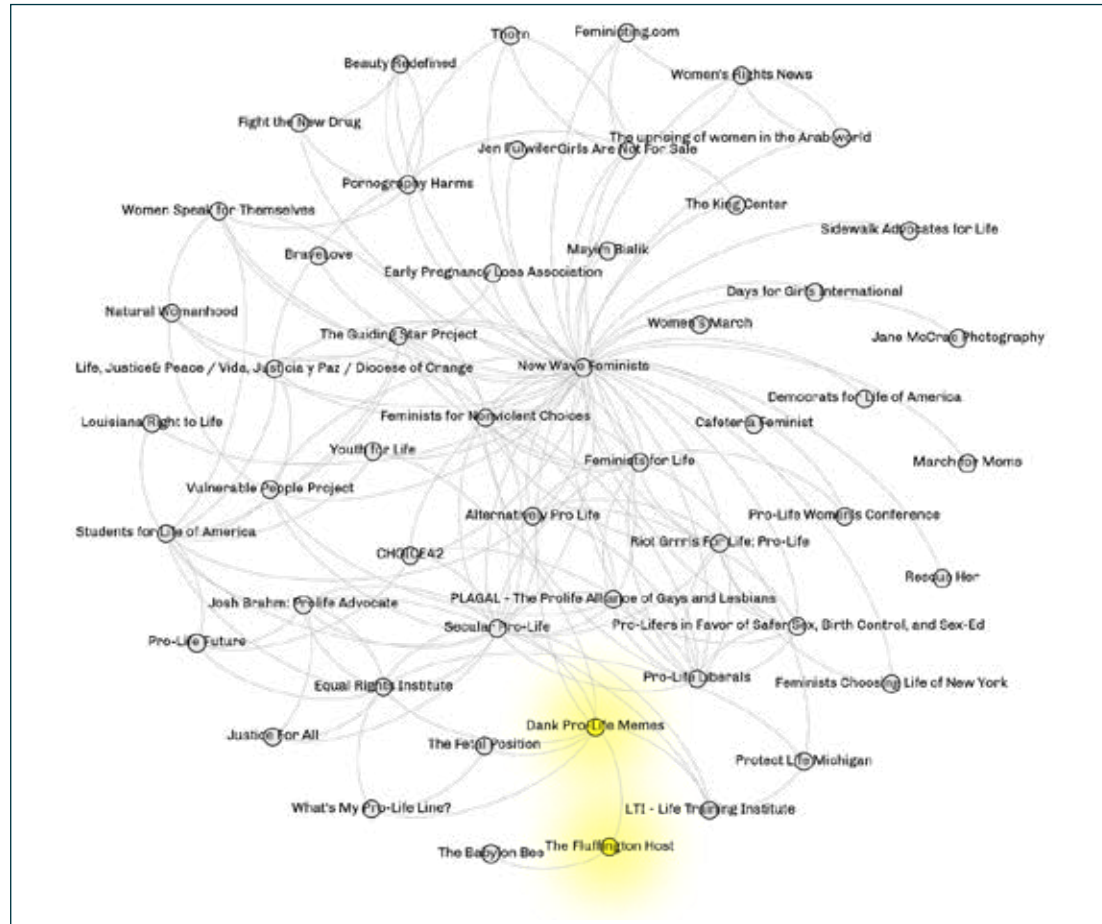 Thorn
Feministing.com
Beauty Redefined
Women's Rights News
Fight the New Drug
The uprising of women in the Arab world
Jen Fulwiler
Girls Are Not For Sale
Pornography Harms
Women Speak for Themselves
The King Center
Sidewalk Advocates for Life
Mayim Bialik
BraveLove
Early Pregnancy Loss Association
Days for Girls International
Natural Womanhood
Women's March
The Guiding Star Project
Jane McCrae Photography
Life, Justice& Peace / Vida, Justicia y Paz / Diocese of Orange
New Wave Feminists
Democrats for Life of America
Louisiana Right to Life
Feminists for Nonviolent Choices
Cafeteria Feminist
Youth for Life
Feminists for Life
March for Moms
Vulnerable People Project
Alternatively Pro Life
Pro-Life Women's Conference
Students for Life of America
Riot Grrrls For Life: Pro-Life
CHOICE42
Rescue Her
Josh Brahm: Prolife Advocate
PLAGAL - The Prolife Alliance of Gays and Lesbians
Secular Pro-Life
Pro-Lifers in Favor of Safer Sex, Birth Control, and Sex-Ed
Pro-Life Future
Equal Rights Institute
Pro-Life Liberals
Feminists Choosing Life of New York
Dank Pro-Life Memes
Justice For All
The Fetal Position
Protect Life Michigan
What's My Pro-Life Line?
LTI - Life Training Institute
The Babylon Bee
The Fluffington Host